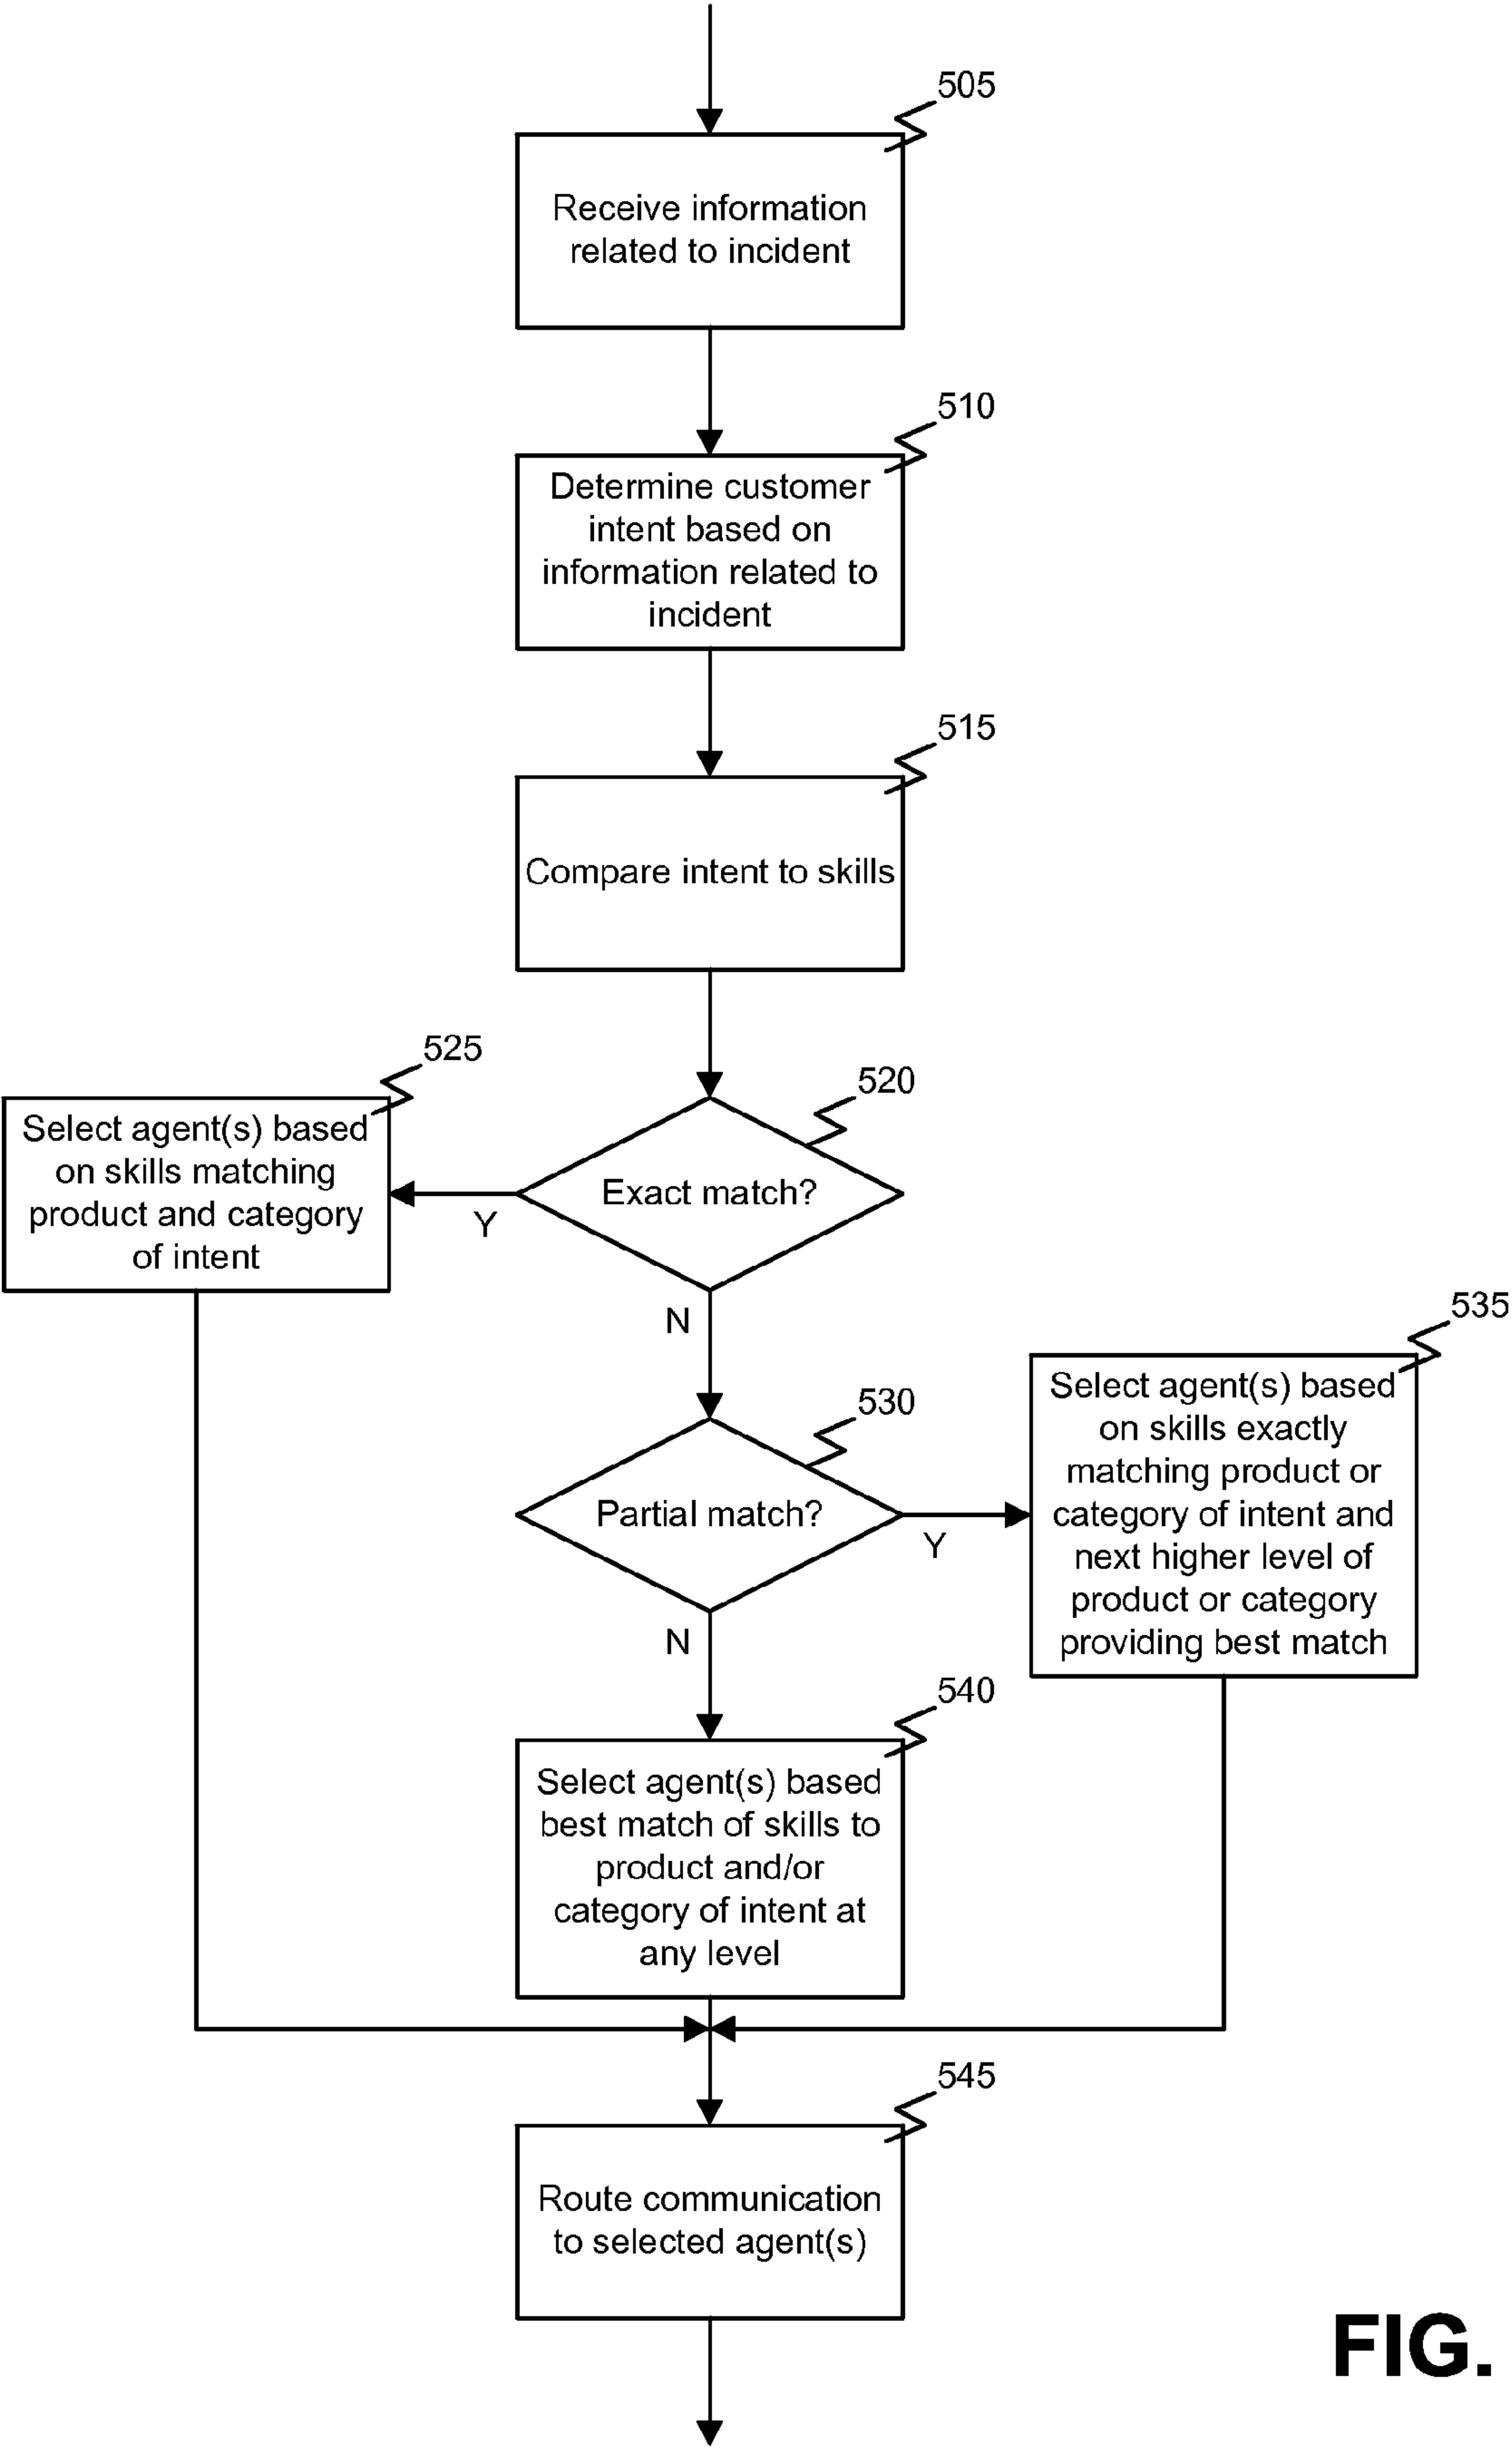 505
Receive information
related to incident
510
Determine customer
intent based on
information related to
incident
515
Compare intent to skills
525
Select agent(s) based
on skills matching
product and category
of intent
520
Exact match?
Y
N
535
Select agent(s) based
on skills exactly
matching product or
category of intent and
next higher level of
product or category
providing best match
530
Partial match?
Y
N
540
Select agent(s) based
best match of skills to
product and/or
category of intent at
any level
545
Route communication
to selected agent(s)
FIG.